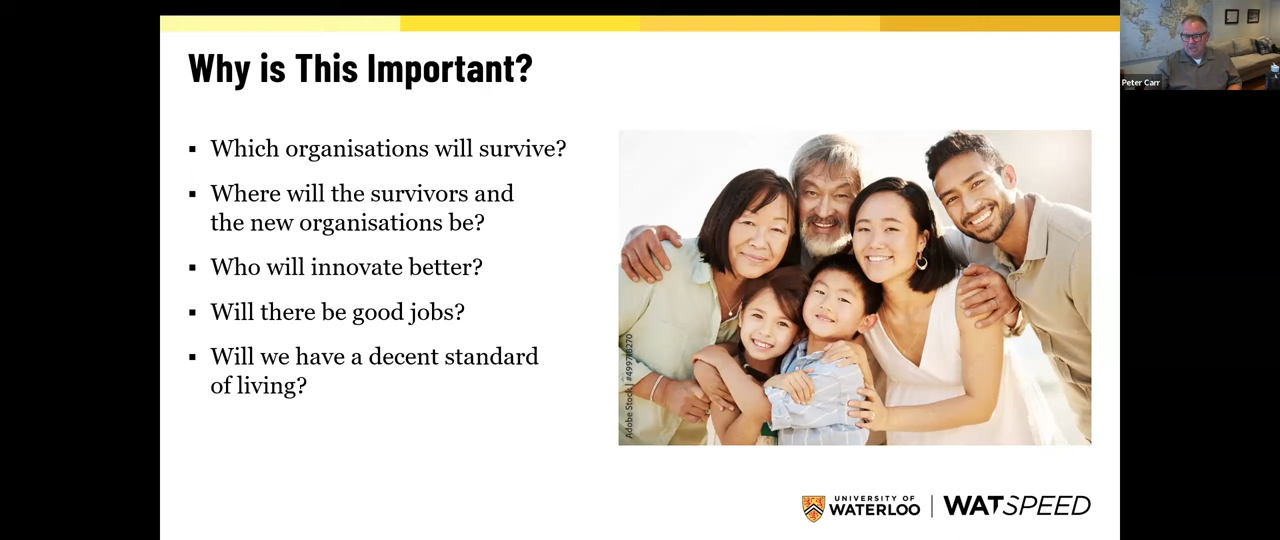 Why is This Important?
▪ Which organisations will survive?
▪ Where will the survivors and
the new organisations be?
▪ Who will innovate better?
▪ Will there be good jobs?
▪ Will we have a decent standard
of living?
Adobe Stock | #499718270
UNIVERSITY OF
WATERLOO
WATSPEED
Peter Carr